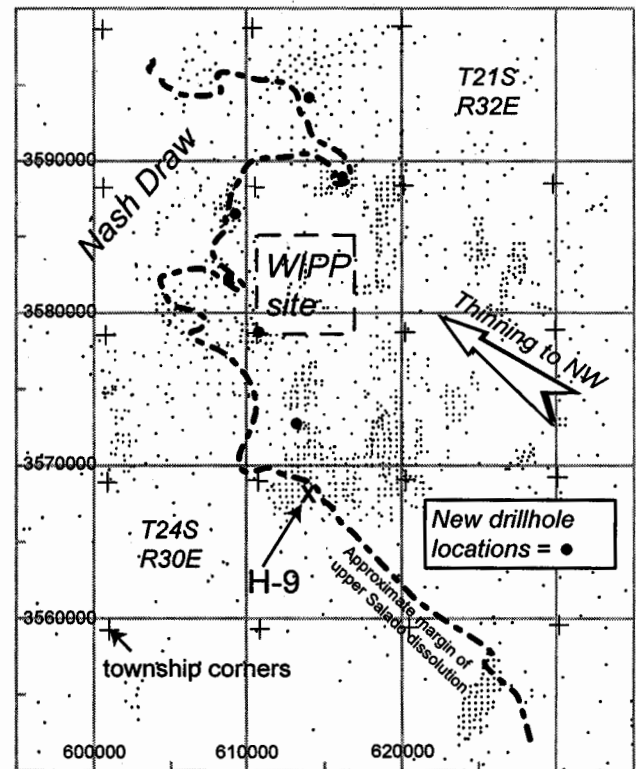 T21S
R32E
3590000
Nash Draw
WIPP
site
3580000
Thinning to NW
3570000
T24S
R30E
New drillhole
locations = ●
H-9
Approximate margin of
upper Salado dissolution
3560000
township corners
600000
610000
620000